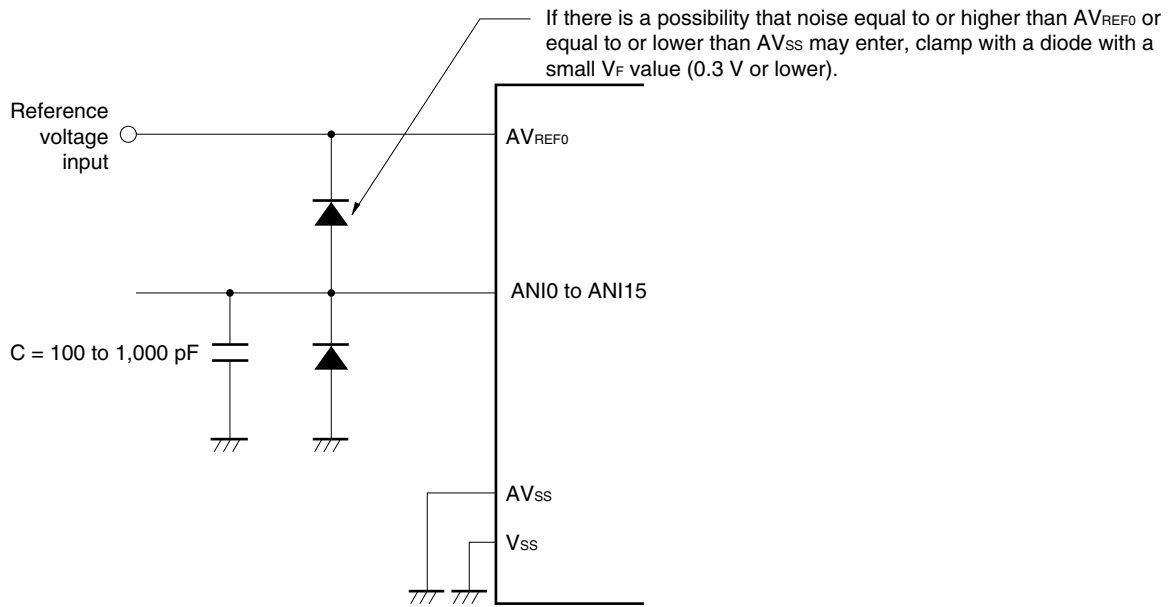 If there is a possibility that noise equal to or higher than AVREF0 or
equal to or lower than AVSS may enter, clamp with a diode with a
small VF value (0.3 V or lower).
Reference
voltage
input
AVREF0
ANI0 to ANI15
C = 100 to 1,000 pF
AVSS
VSS